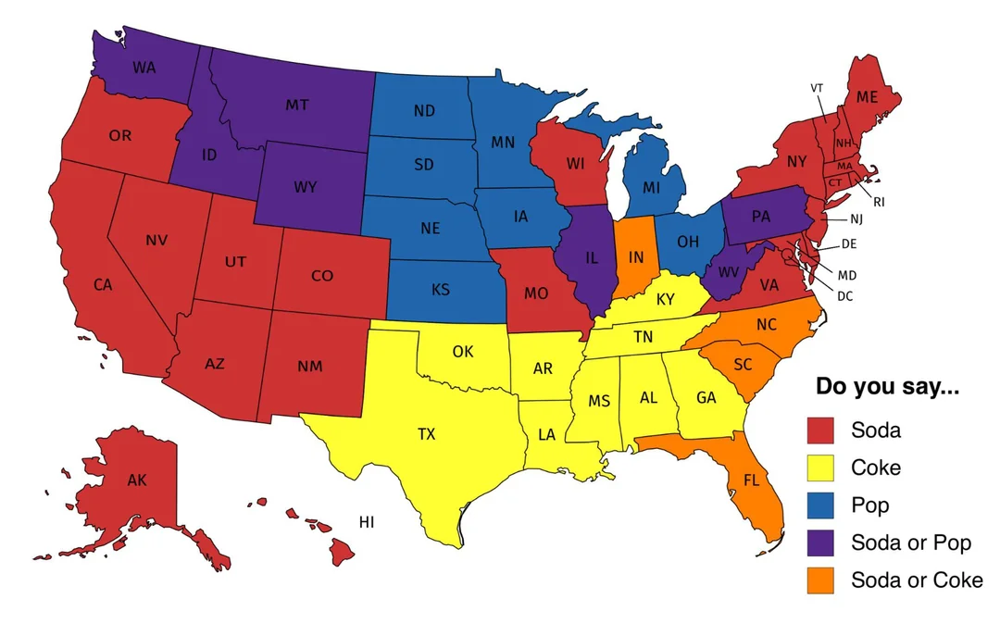 WA
MT
ND
MN
OR
ID
SD
WI
WY
MI
NE
IA
NV
UT
CO
KS
CA
IL
IN
OH
MO
PA
WV
VA
KY
NY
VT
ME
NH
MA
CT
RI
NJ
DE
MD
DC
AZ
NM
OK
AR
TN
NC
SC
MS
AL
GA
TX
LA
FL
AK
HI
Do you say...
Soda
Coke
Pop
Soda or Pop
Soda or Coke